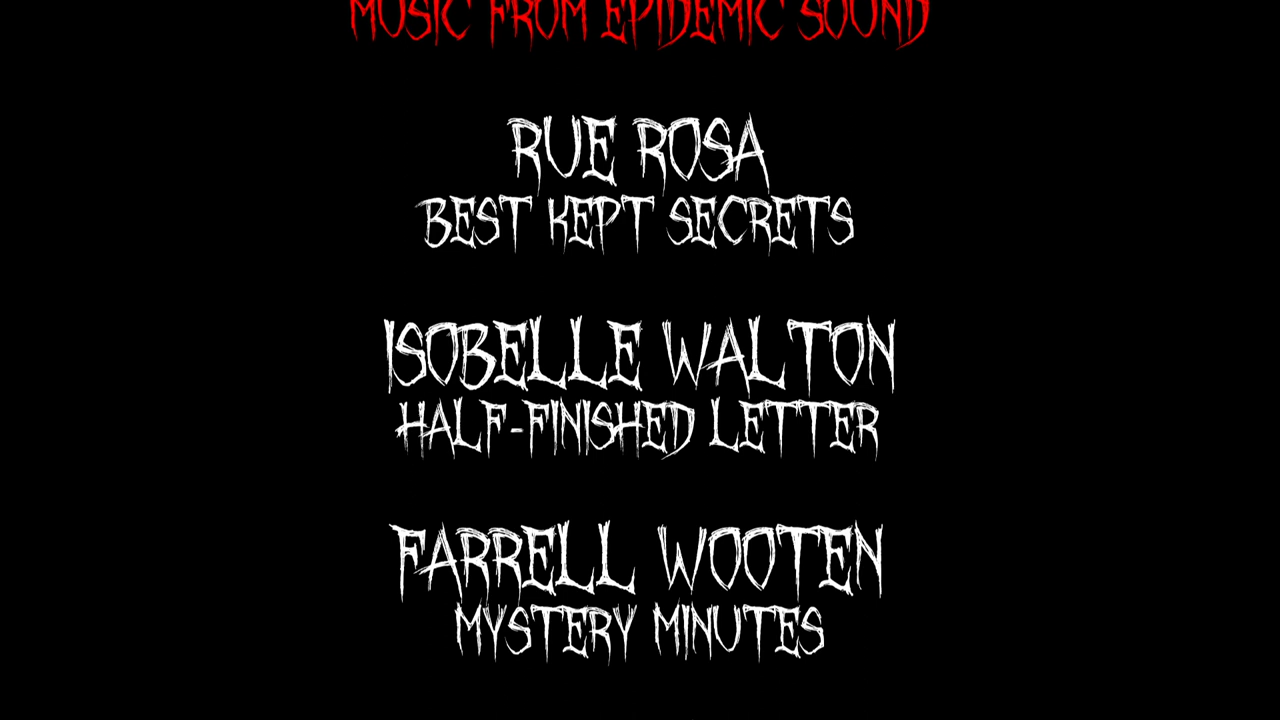 MUSIC FROM EPIDEMIC SOUND
RUE ROSA
BEST KEPT SECRETS
ISOBELLE WALTON
HALF-FINISHED LETTER
FARRELL WOOTEN
MYSTERY MINUTES